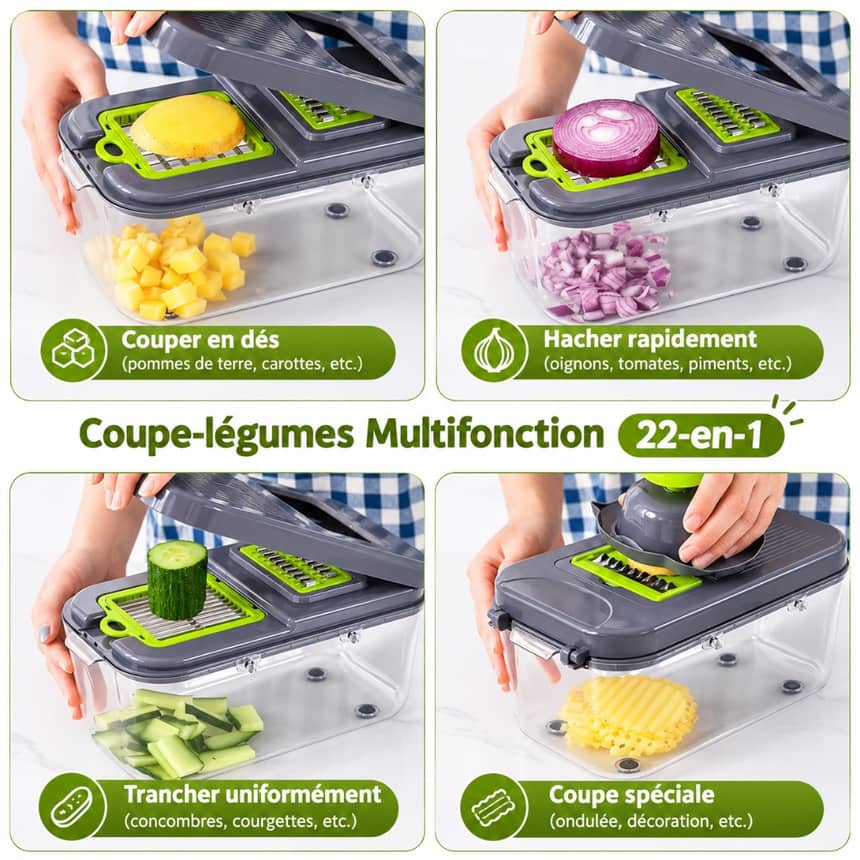 Couper en dés
(pommes de terre, carottes, etc.)
Hacher rapidement
(oignons, tomates, piments, etc.)
Coupe-légumes Multifonction 22-en-1
Trancher uniformément
(concombres, courgettes, etc.)
Coupe spéciale
(ondulée, décoration, etc.)